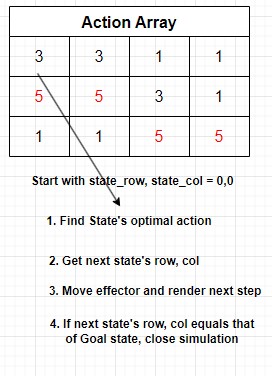 Action Array
3 3 1 1
5 5 3 1
1 1 5 5
Start with state_row, state_col = 0,0
1. Find State's optimal action
2. Get next state's row, col
3. Move effector and render next step
4. If next state's row, col equals that
of Goal state, close simulation